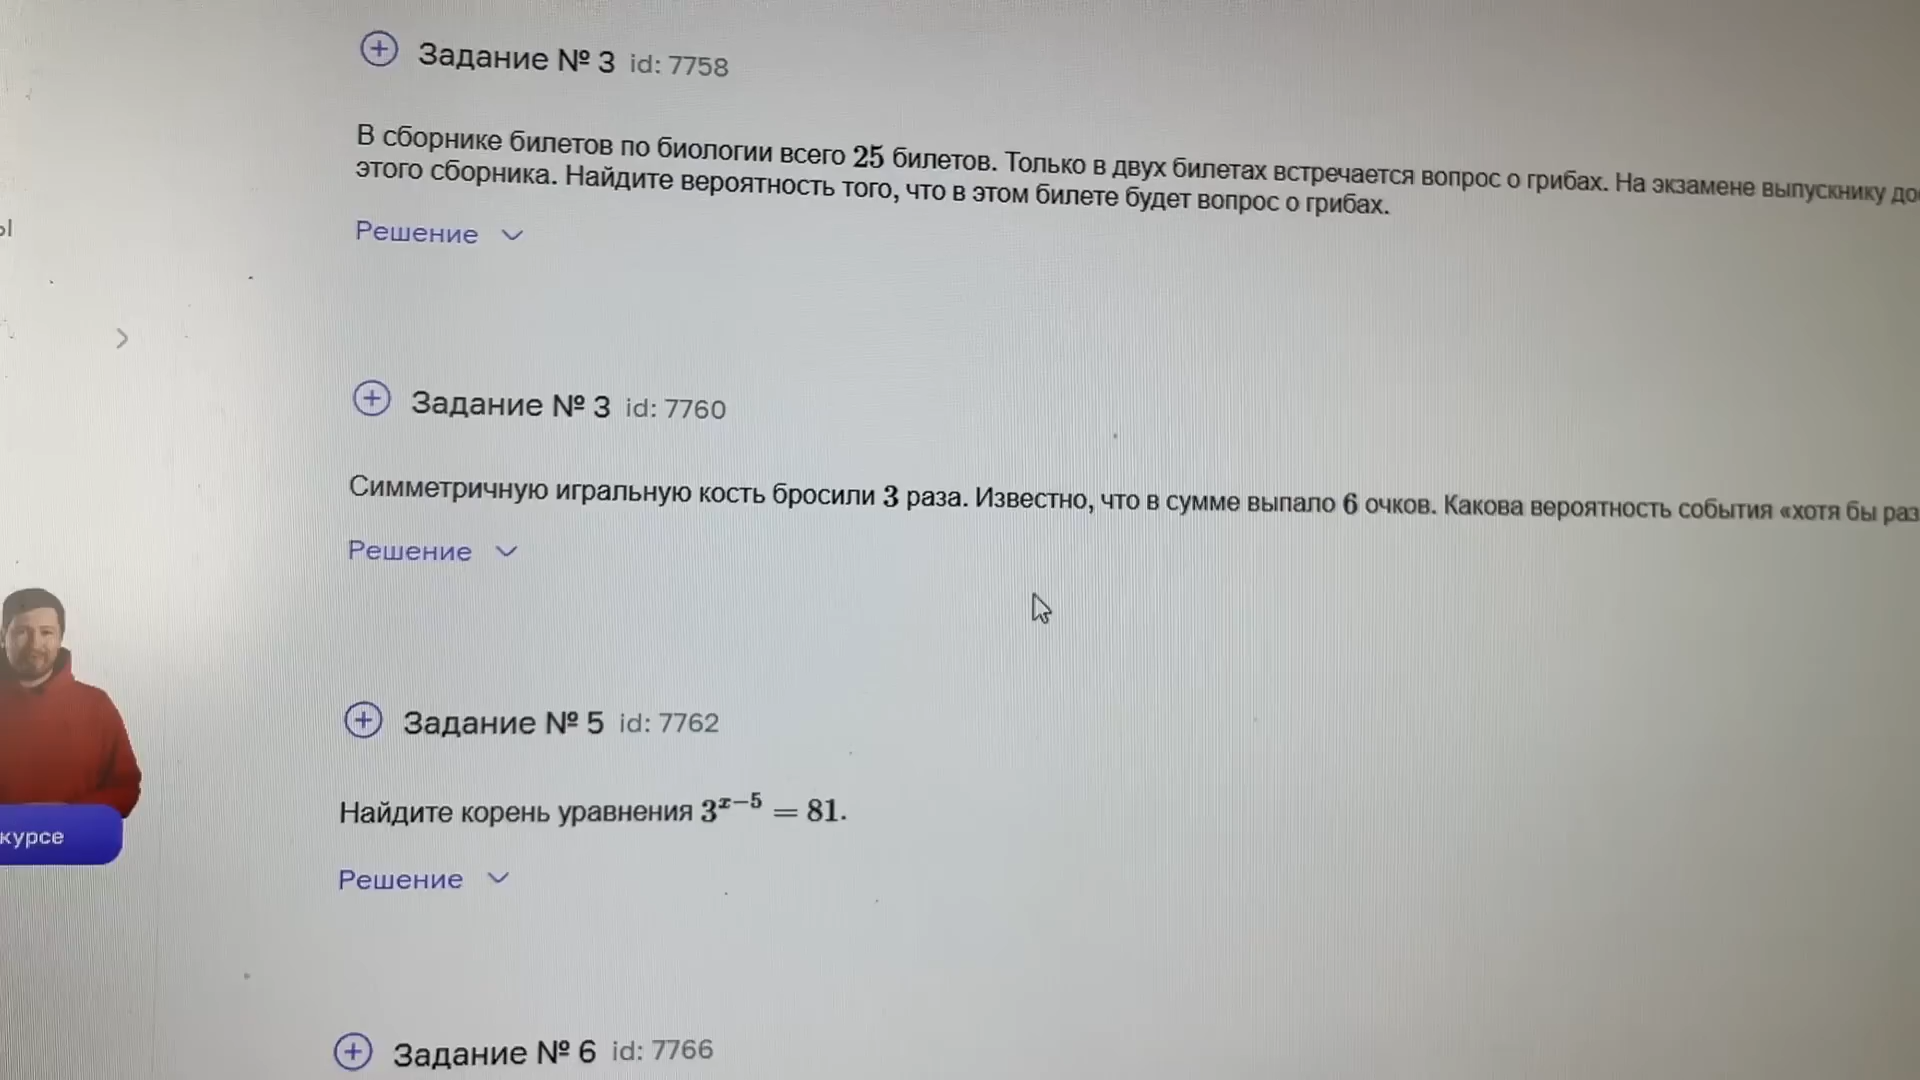 Задание № 3 id: 7758
В сборнике билетов по биологии всего 25 билетов. Только в двух билетах встречается вопрос о грибах. На экзамене выпускнику
этого сборника. Найдите вероятность того, что в этом билете будет вопрос о грибах.
Решение
Задание № 3 id: 7760
Симметричную игральную кость бросили 3 раза. Известно, что в сумме выпало 6 очков. Какова вероятность события «хотя бы раз
Решение
Задание № 5 id: 7762
Найдите корень уравнения 3^{x−5} = 81.
Решение
курсе
Задание № 6 id: 7766